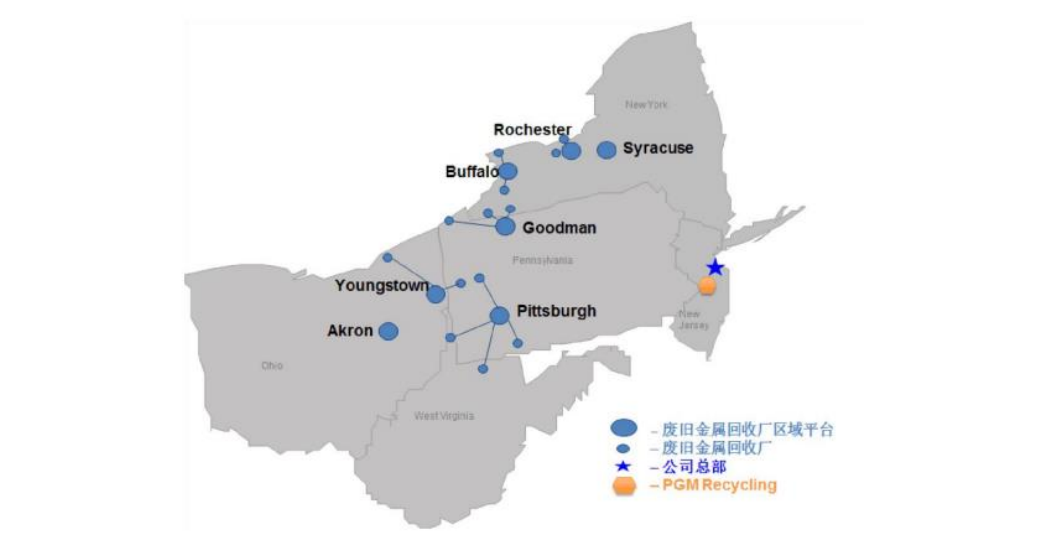 New York
Rochester
Syracuse
Buffalo
Goodman
Pennsylvania
Youngstown
Pittsburgh
Akron
New
Jersey
Ohio
West Virginia
– 废旧金属回收厂区域平台
– 废旧金属回收厂
– 公司总部
– PGM Recycling